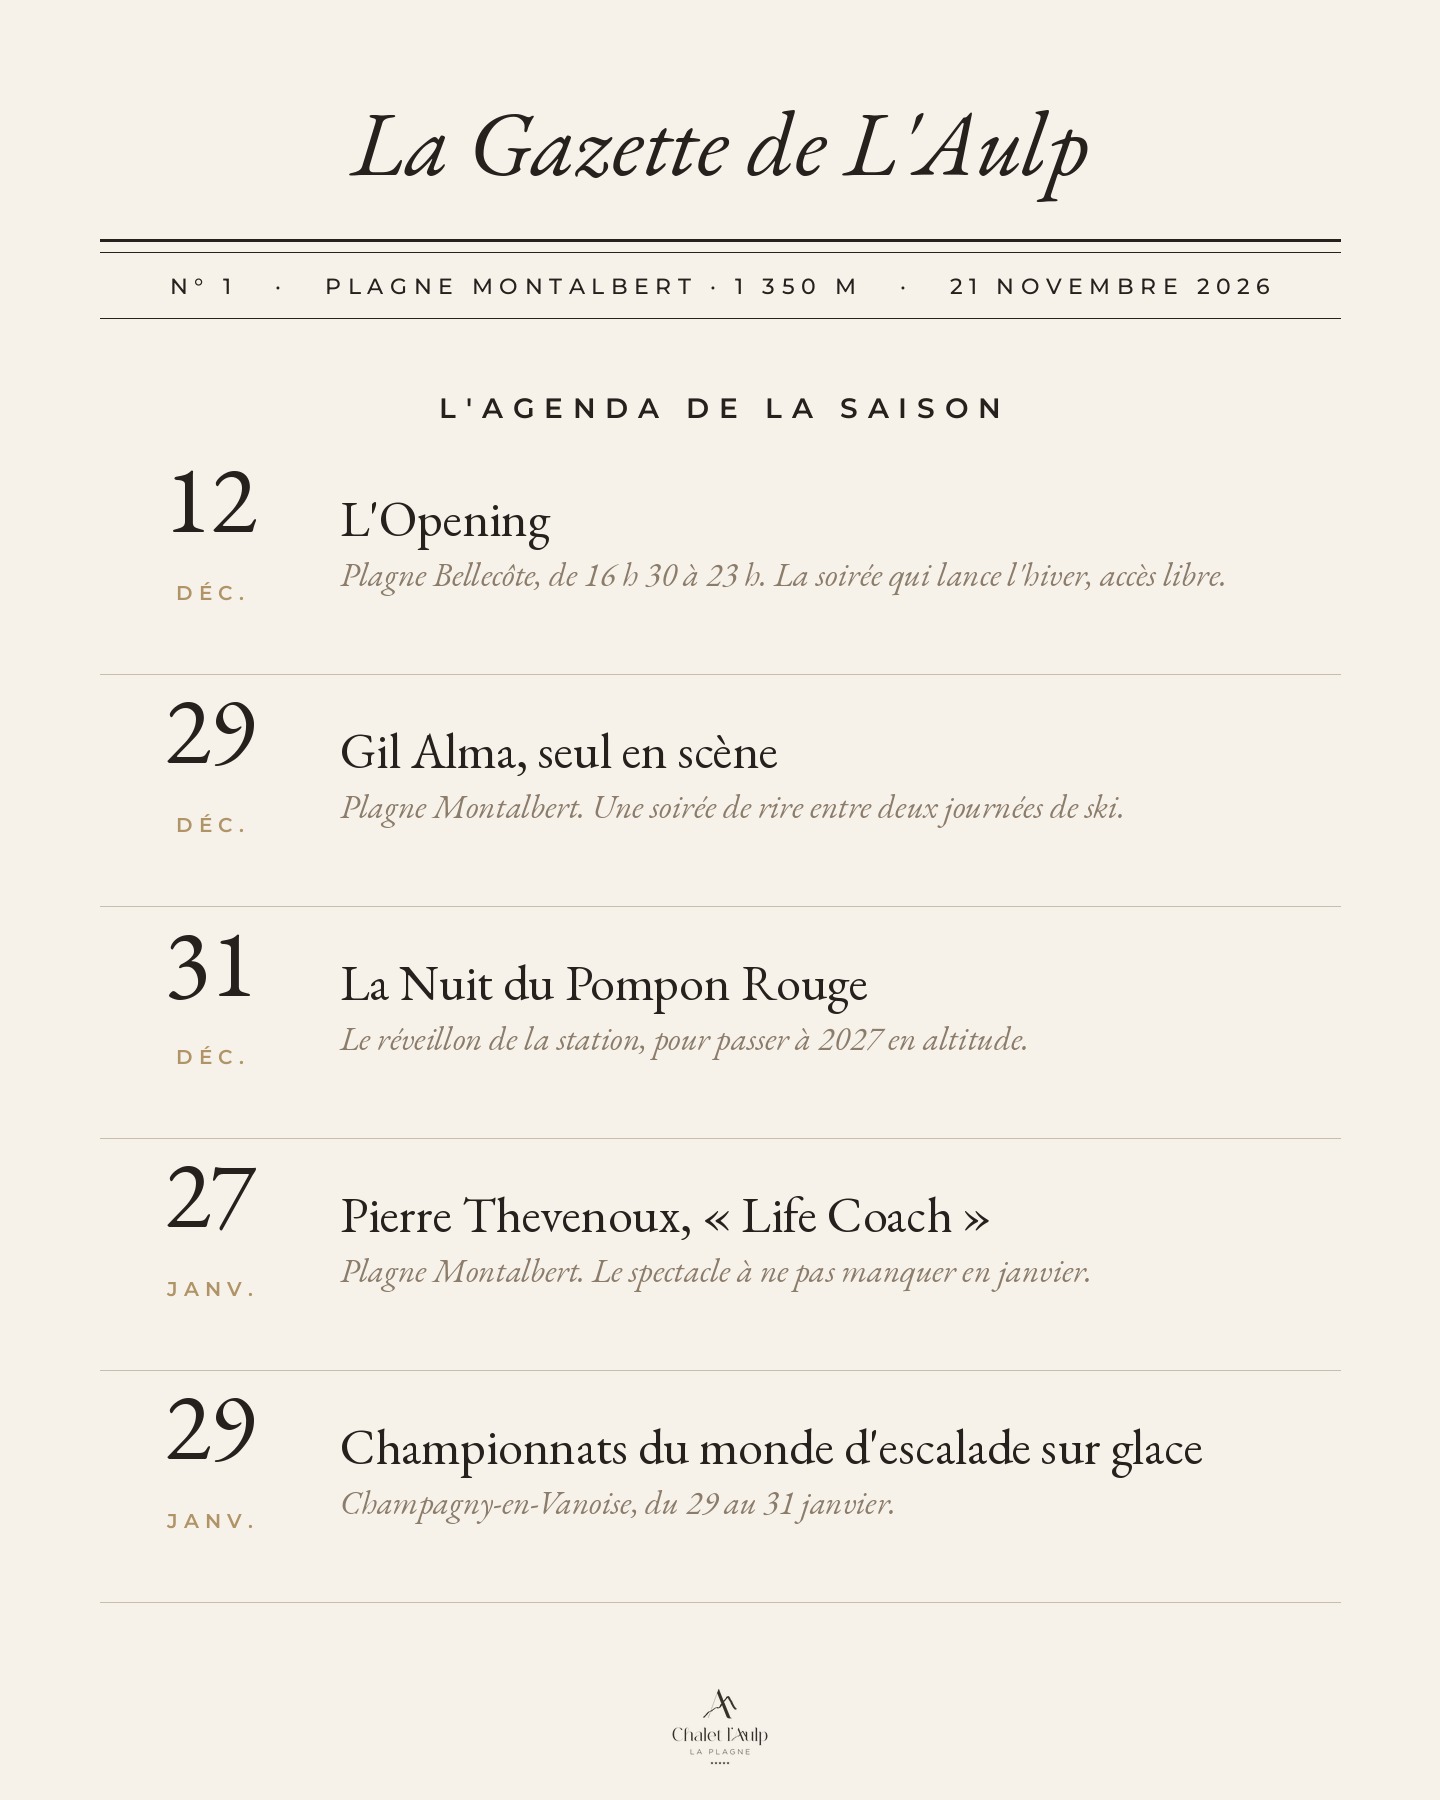 La Gazette de L'Aulp
N° 1 · PLAGNE MONTALBERT · 1 350 M · 21 NOVEMBRE 2026
L'AGENDA DE LA SAISON
12
DÉC.
L'Opening
Plagne Bellecôte, de 16 h 30 à 23 h. La soirée qui lance l'hiver, accès libre.
29
DÉC.
Gil Alma, seul en scène
Plagne Montalbert. Une soirée de rire entre deux journées de ski.
31
DÉC.
La Nuit du Pompon Rouge
Le réveillon de la station, pour passer à 2027 en altitude.
27
JANV.
Pierre Thevenoux, « Life Coach »
Plagne Montalbert. Le spectacle à ne pas manquer en janvier.
29
JANV.
Championnats du monde d'escalade sur glace
Champagny-en-Vanoise, du 29 au 31 janvier.
Chalet l'Aulp
LA PLAGNE